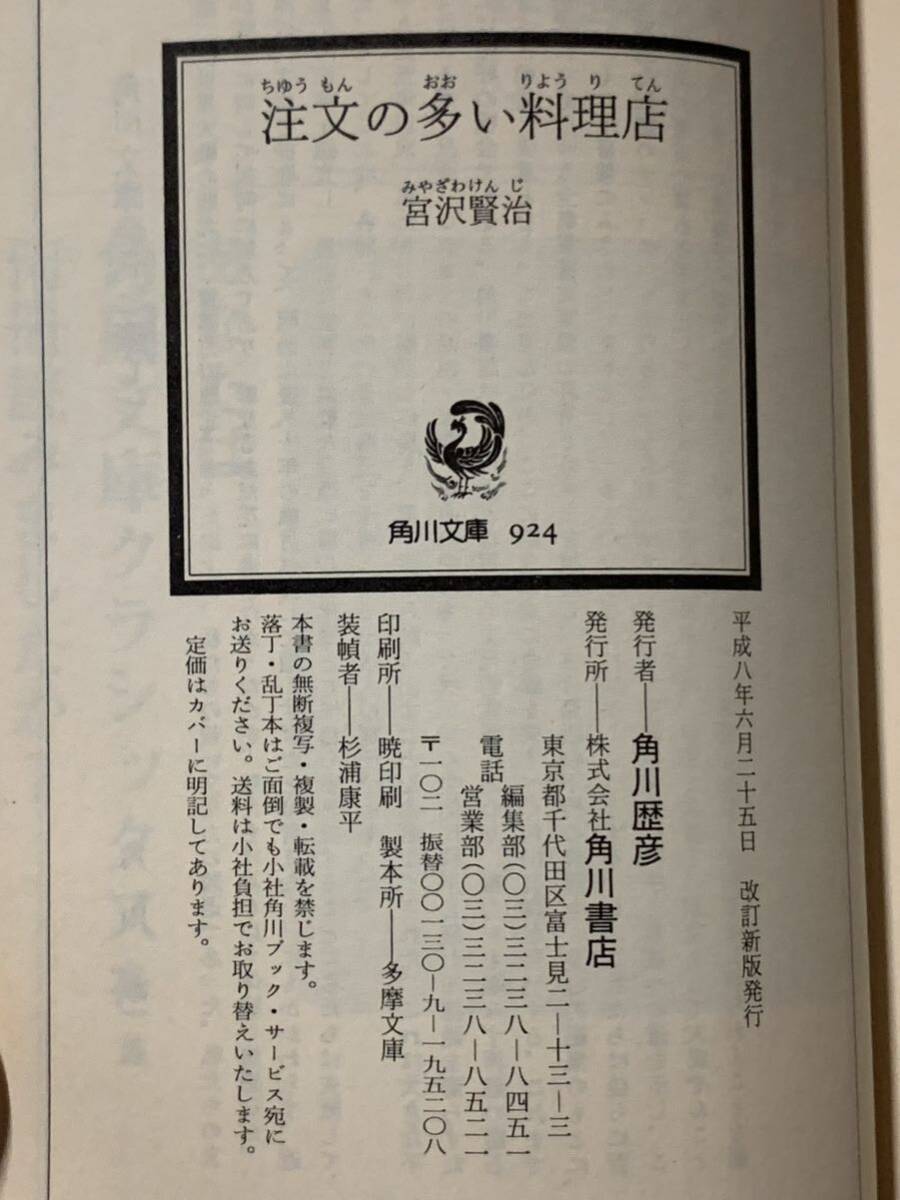 ちゆうもん おお りようりてん
注文の多い料理店
みやざわけんじ
宮沢賢治
角川文庫 924
平成八年六月二十五日 改訂新版発行
発行者――角川歴彦
発行所――株式会社角川書店
東京都千代田区富士見二―十三―三
電話 編集部(〇三)三二三八―八四五一
営業部(〇三)三二三八―八五二一
〒一〇二 振替〇〇一三〇―九―一九五二〇八
印刷所――暁印刷 製本所――多摩文庫
装幀者――杉浦康平
本書の無断複写・複製・転載を禁じます。
落丁・乱丁本はご面倒でも小社角川ブック・サービス宛に
お送りください。送料は小社負担でお取り替えいたします。
定価はカバーに明記してあります。